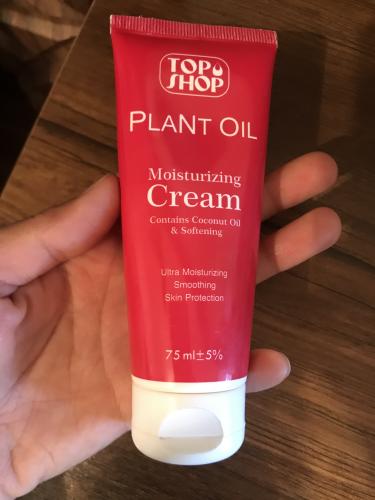 TOP
SHOP
PLANT OIL
Moisturizing
Cream
Contains Coconut Oil
& Softening
Ultra Moisturizing
Smoothing
Skin Protection
75 ml±5%